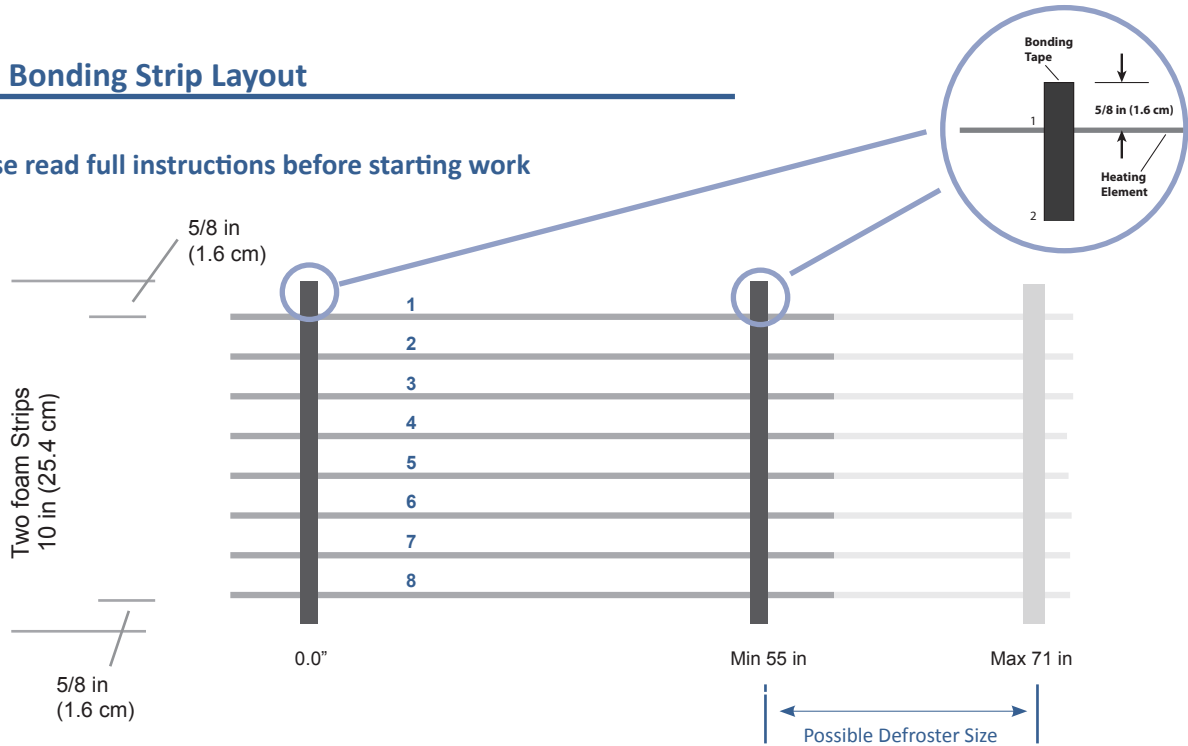 Bonding Strip Layout
se read full instructions before starting work
Bonding
Tape
5/8 in (1.6 cm)
1
Heating
Element
2
5/8 in
(1.6 cm)
Two foam Strips
10 in (25.4 cm)
1
2
3
4
5
6
7
8
5/8 in
(1.6 cm)
0.0”
Min 55 in
Max 71 in
Possible Defroster Size